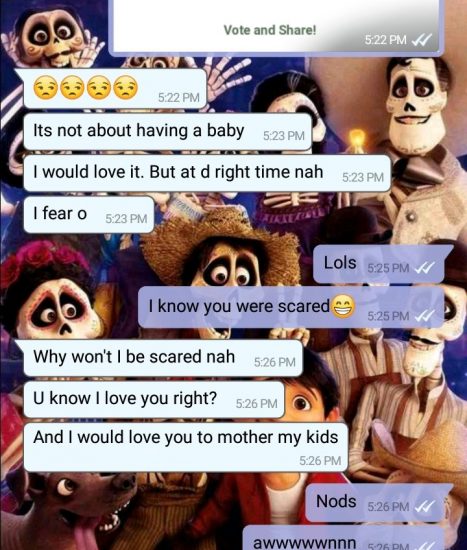 Vote and Share!
5:22 PM
😒😒😒😒
5:22 PM
Its not about having a baby 5:23 PM
I would love it. But at d right time nah 5:23 PM
I fear o 5:23 PM
Lols 5:25 PM
I know you were scared😁 5:25 PM
Why won't I be scared nah 5:26 PM
U know I love you right? 5:26 PM
And I would love you to mother my kids
5:26 PM
Nods 5:26 PM
awwwwwnnn 5:26 PM